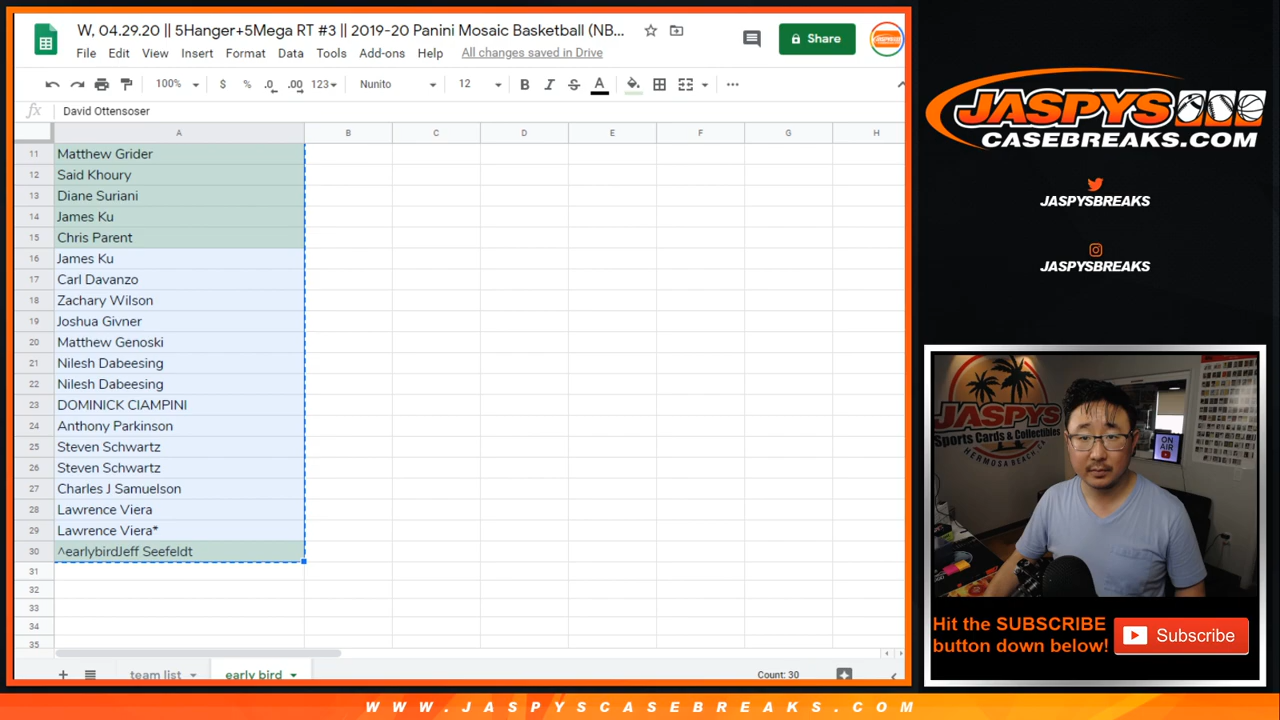 W, 04.29.20 || 5Hanger+5Mega RT #3 || 2019-20 Panini Mosaic Basketball (NB...
File Edit View Insert Format Data Tools Add-ons Help All changes saved in Drive
Share
100% $ % .0 .00 123 Nunito 12 B I S A
fx David Ottensoser
A B C D E F G H
11 Matthew Grider
12 Said Khoury
13 Diane Suriani
14 James Ku
15 Chris Parent
16 James Ku
17 Carl Davanzo
18 Zachary Wilson
19 Joshua Givner
20 Matthew Genoski
21 Nilesh Dabeesing
22 Nilesh Dabeesing
23 DOMINICK CIAMPINI
24 Anthony Parkinson
25 Steven Schwartz
26 Steven Schwartz
27 Charles J Samuelson
28 Lawrence Viera
29 Lawrence Viera*
30 ^earlybirdJeff Seefeldt
31
32
33
34
35
team list early bird Count: 30
JASPYS
CASEBREAKS.COM
JASPYSBREAKS
JASPYSBREAKS
JASPYS
Sports Cards & Collectibles
HERMOSA BEACH, CA
ON AIR
Hit the SUBSCRIBE
button down below!
Subscribe
WWW.JASPYSCASEBREAKS.COM